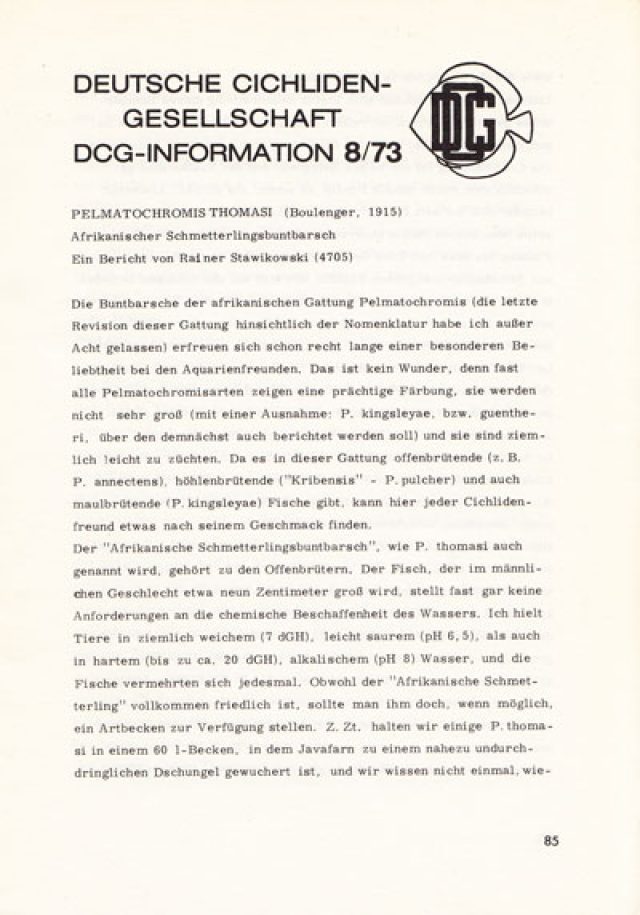 DEUTSCHE CICHLIDEN-
GESELLSCHAFT
DCG-INFORMATION 8/73
DCG
PELMATOCHROMIS THOMASI (Boulenger, 1915)
Afrikanischer Schmetterlingsbuntbarsch
Ein Bericht von Rainer Stawikowski (4705)
Die Buntbarsche der afrikanischen Gattung Pelmatochromis (die letzte
Revision dieser Gattung hinsichtlich der Nomenklatur habe ich außer
Acht gelassen) erfreuen sich schon recht lange einer besonderen Be-
liebtheit bei den Aquarienfreunden. Das ist kein Wunder, denn fast
alle Pelmatochromisarten zeigen eine prächtige Färbung, sie werden
nicht sehr groß (mit einer Ausnahme: P. kingsleyae, bzw. guenthe-
ri, über den demnächst auch berichtet werden soll) und sie sind ziem-
lich leicht zu züchten. Da es in dieser Gattung offenbrütende (z. B.
P. annectens), höhlenbrütende ("Kribensis" - P. pulcher) und auch
maulbrütende (P. kingsleyae) Fische gibt, kann hier jeder Cichliden-
freund etwas nach seinem Geschmack finden.
Der "Afrikanische Schmetterlingsbuntbarsch", wie P. thomasi auch
genannt wird, gehört zu den Offenbrütern. Der Fisch, der im männli-
chen Geschlecht etwa neun Zentimeter groß wird, stellt fast gar keine
Anforderungen an die chemische Beschaffenheit des Wassers. Ich hielt
Tiere in ziemlich weichem (7 dGH), leicht saurem (pH 6,5), als auch
in hartem (bis zu ca. 20 dGH), alkalischem (pH 8) Wasser, und die
Fische vermehrten sich jedesmal. Obwohl der "Afrikanische Schmet-
terling" vollkommen friedlich ist, sollte man ihm doch, wenn möglich,
ein Artbecken zur Verfügung stellen. Z. Zt. halten wir einige P. thoma-
si in einem 60 l-Becken, in dem Javafarn zu einem nahezu undurch-
dringlichen Dschungel gewuchert ist, und wir wissen nicht einmal, wie-
85